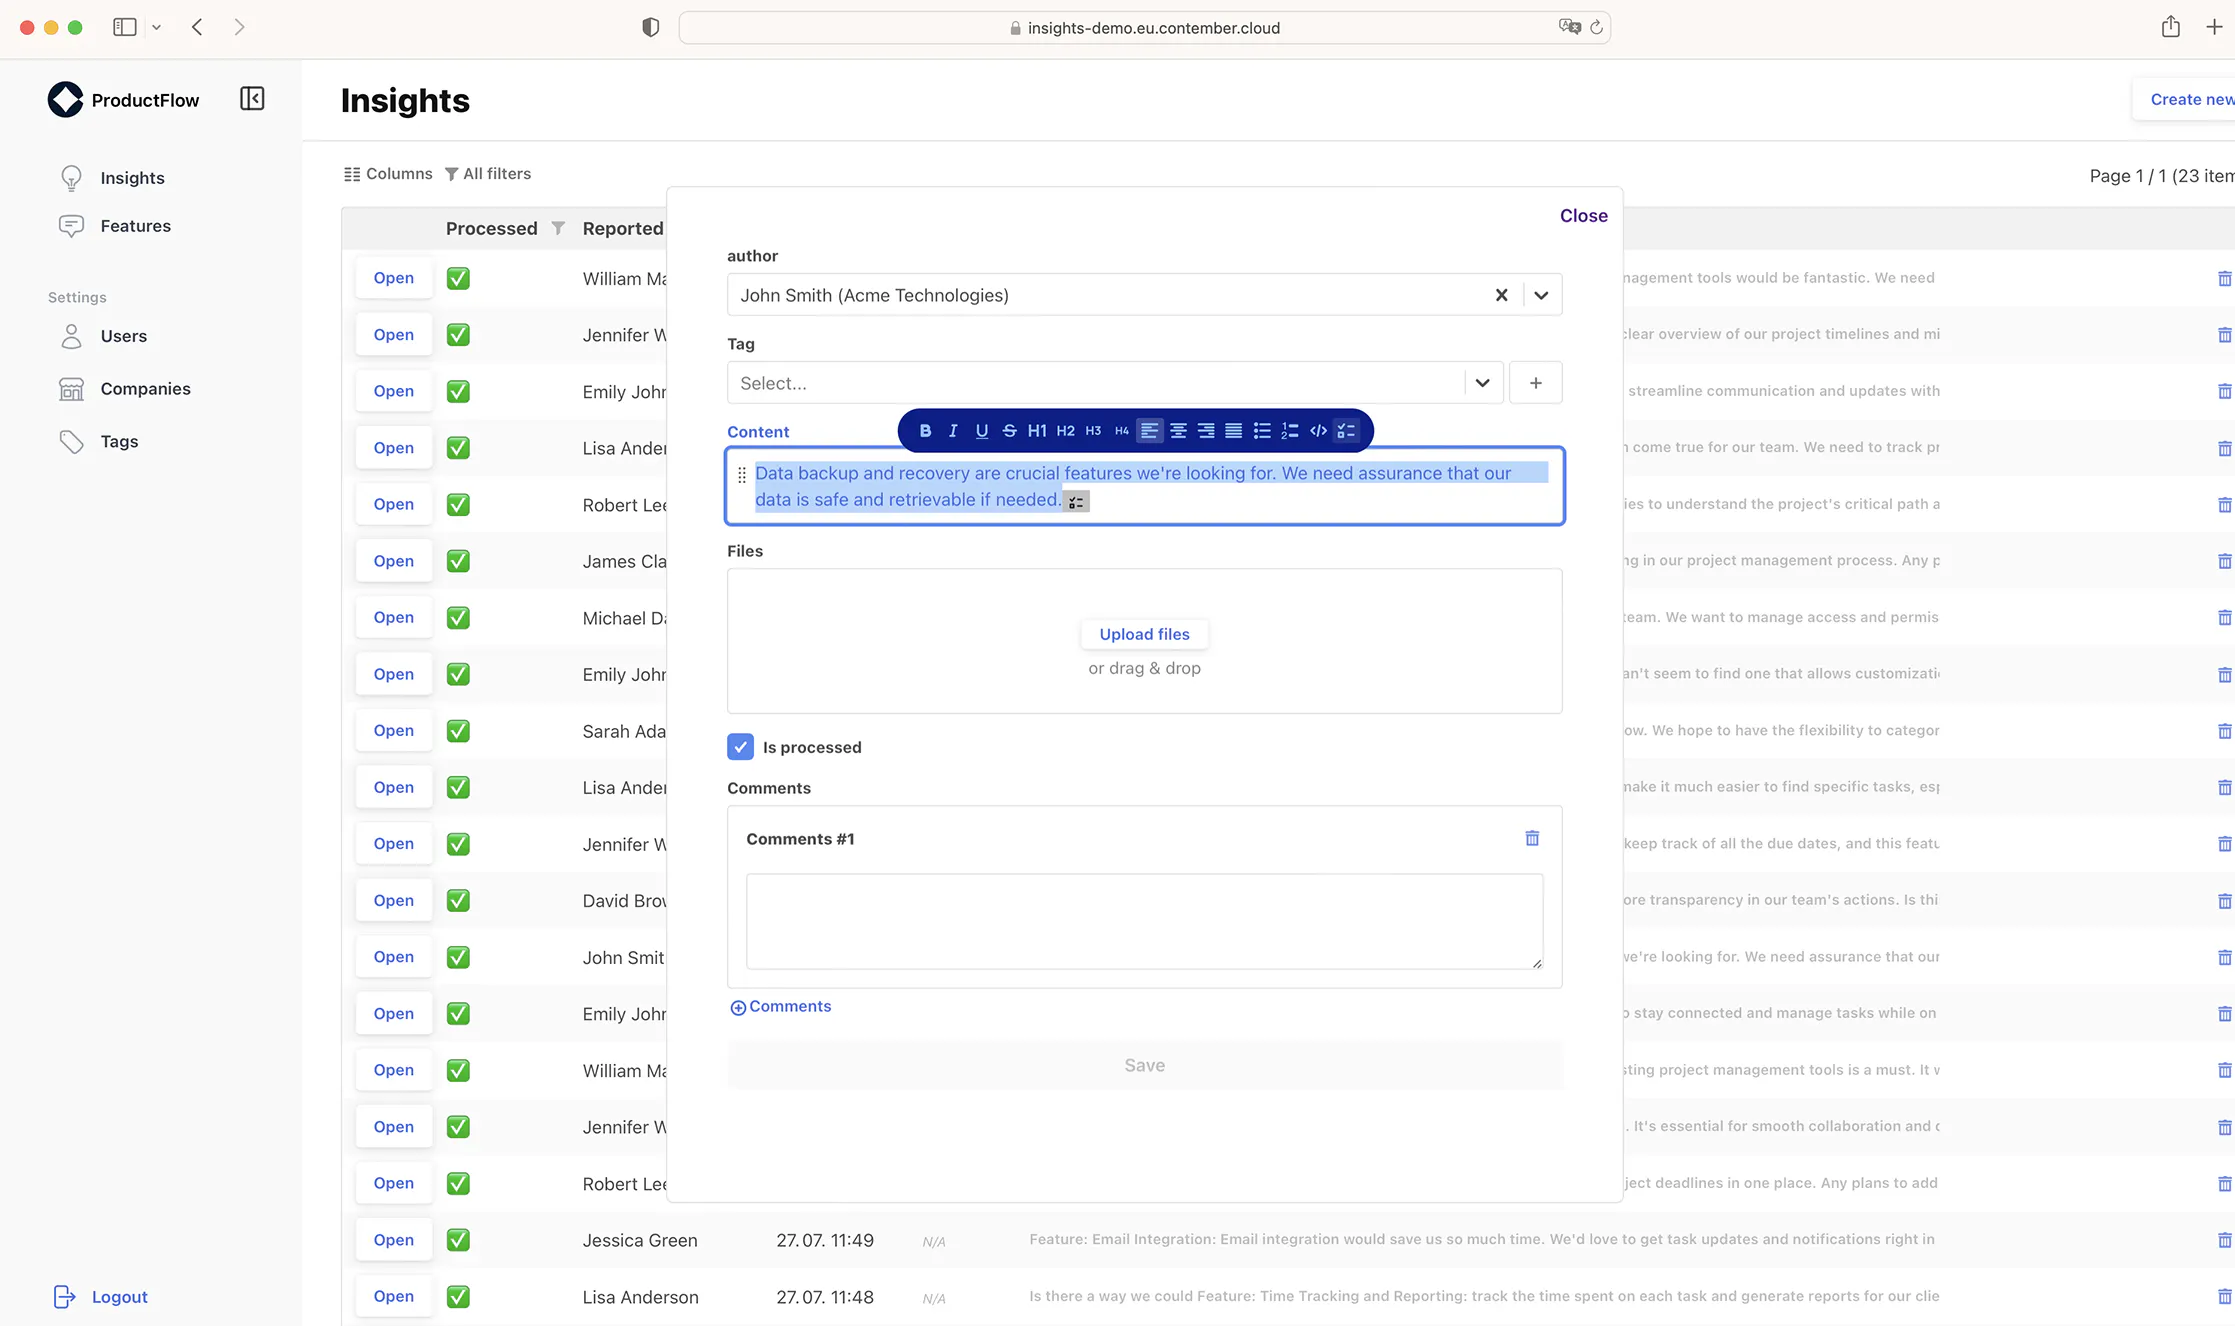 insights-demo.eu.contember.cloud
ProductFlow
Insights
Create new
Insights
Features
Settings
Users
Companies
Tags
Logout
Columns
All filters
Page 1 / 1 (23 item
Processed
Reported
Open William Ma nagement tools would be fantastic. We need
Open Jennifer W clear overview of our project timelines and mi
Open Emily John streamline communication and updates with
Open Lisa Ander n come true for our team. We need to track pr
Open Robert Lee ies to understand the project's critical path a
Open James Cla ng in our project management process. Any p
Open Michael Da team. We want to manage access and permis
Open Emily John an't seem to find one that allows customizati
Open Sarah Ada ow. We hope to have the flexibility to categor
Open Lisa Ander make it much easier to find specific tasks, esp
Open Jennifer W keep track of all the due dates, and this featu
Open David Brow ore transparency in our team's actions. Is thi
Open John Smit we're looking for. We need assurance that our
Open Emily John o stay connected and manage tasks while on
Open William Ma sting project management tools is a must. It w
Open Jennifer W . It's essential for smooth collaboration and c
Open Robert Lee ject deadlines in one place. Any plans to add
Open Jessica Green 27. 07. 11:49 N/A Feature: Email Integration: Email integration would save us so much time. We'd love to get task updates and notifications right in
Open Lisa Anderson 27. 07. 11:48 N/A Is there a way we could Feature: Time Tracking and Reporting: track the time spent on each task and generate reports for our clie
Close
author
John Smith (Acme Technologies)
Tag
Select...
+
Content
B I U S H1 H2 H3 H4
Data backup and recovery are crucial features we're looking for. We need assurance that our
data is safe and retrievable if needed.
Files
Upload files
or drag & drop
Is processed
Comments
Comments #1
Comments
Save